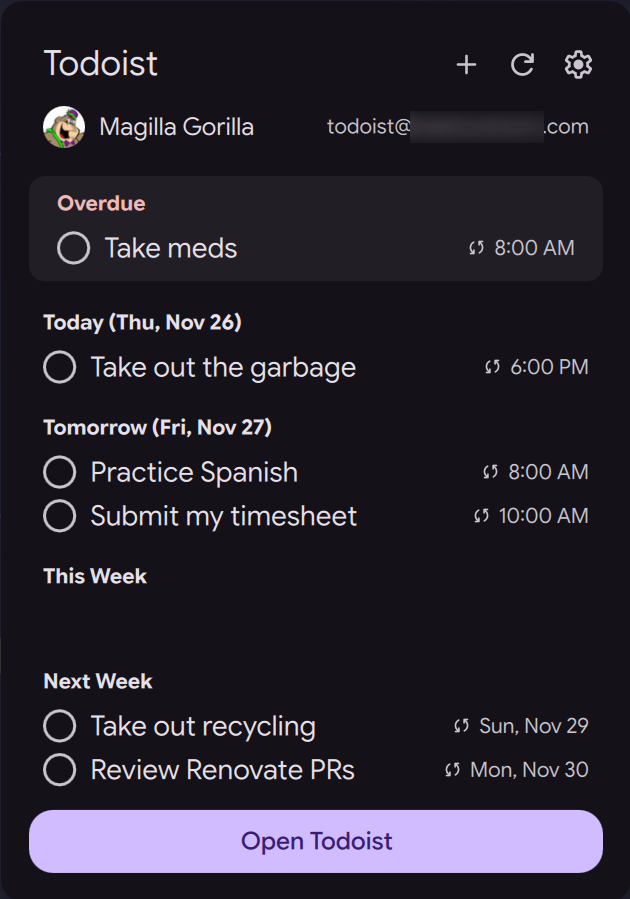 Todoist
Magilla Gorilla todoist@ .com
Overdue
Take meds 8:00 AM
Today (Thu, Nov 26)
Take out the garbage 6:00 PM
Tomorrow (Fri, Nov 27)
Practice Spanish 8:00 AM
Submit my timesheet 10:00 AM
This Week
Next Week
Take out recycling Sun, Nov 29
Review Renovate PRs Mon, Nov 30
Open Todoist